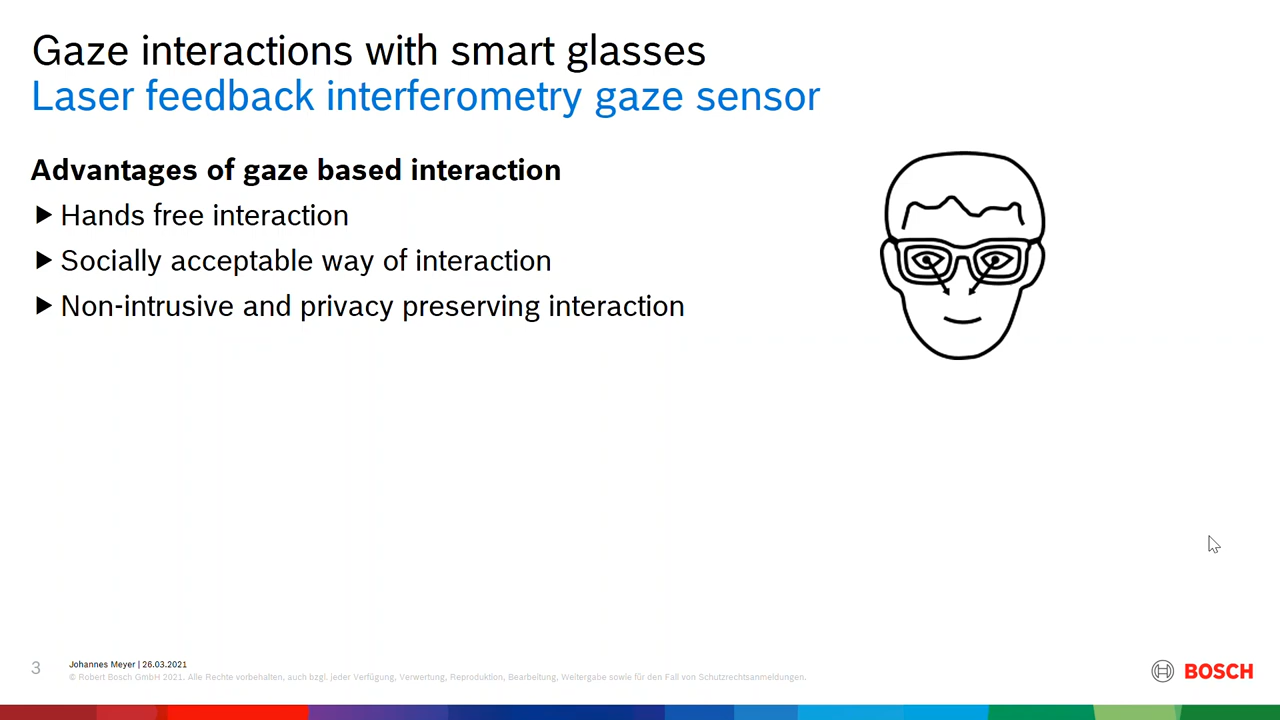 Gaze interactions with smart glasses
Laser feedback interferometry gaze sensor
Advantages of gaze based interaction
Hands free interaction
Socially acceptable way of interaction
Non-intrusive and privacy preserving interaction
3
Johannes Meyer | 26.03.2021
© Robert Bosch GmbH 2021. Alle Rechte vorbehalten, auch bzgl. jeder Verfügung, Verwertung, Reproduktion, Bearbeitung, Weitergabe sowie für den Fall von Schutzrechtsanmeldungen.
BOSCH